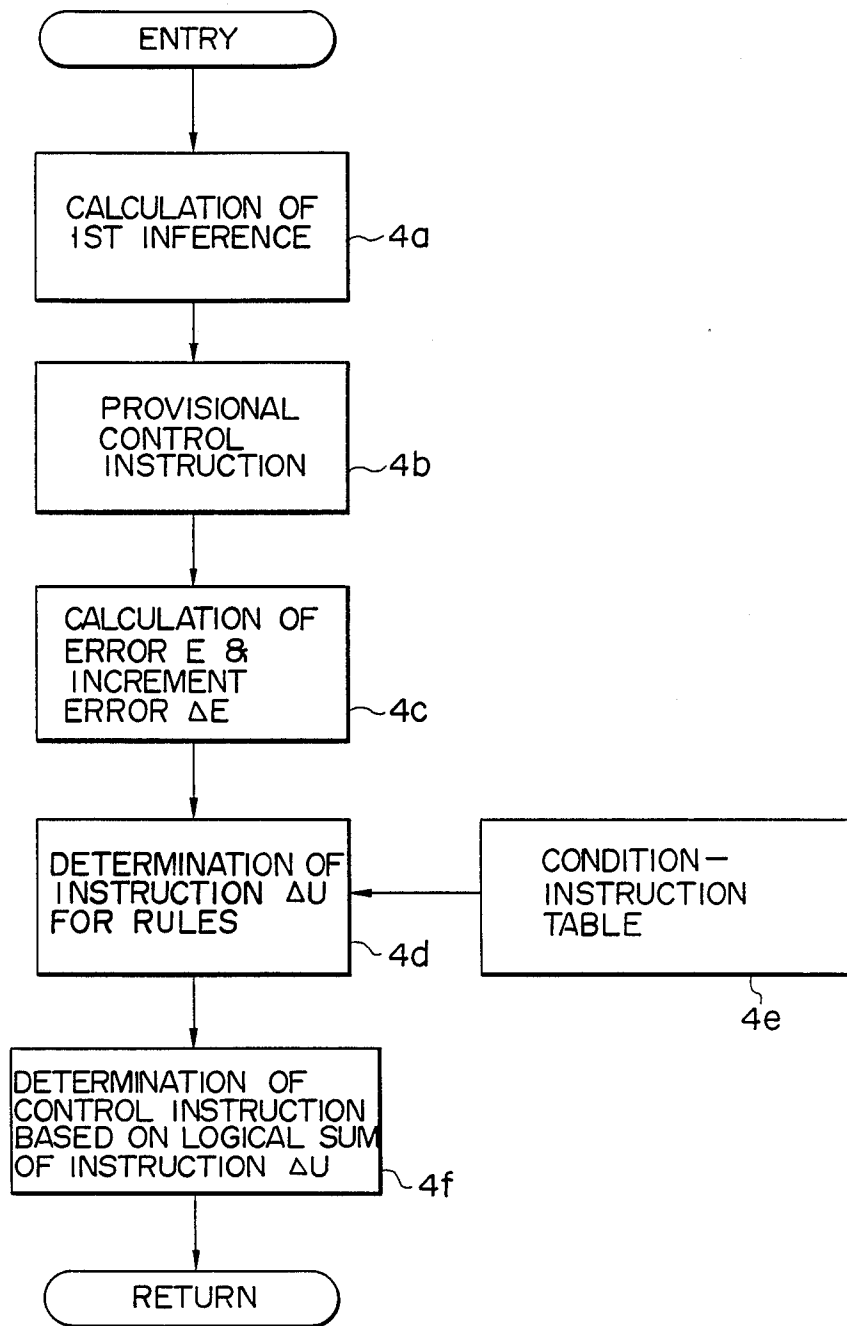 ENTRY
CALCULATION OF
1ST INFERENCE
4a
PROVISIONAL
CONTROL
INSTRUCTION
4b
CALCULATION OF
ERROR E &
INCREMENT
ERROR ΔE
4c
DETERMINATION OF
INSTRUCTION ΔU
FOR RULES
4d
CONDITION—
INSTRUCTION
TABLE
4e
DETERMINATION OF
CONTROL INSTRUCTION
BASED ON LOGICAL SUM
OF INSTRUCTION ΔU
4f
RETURN